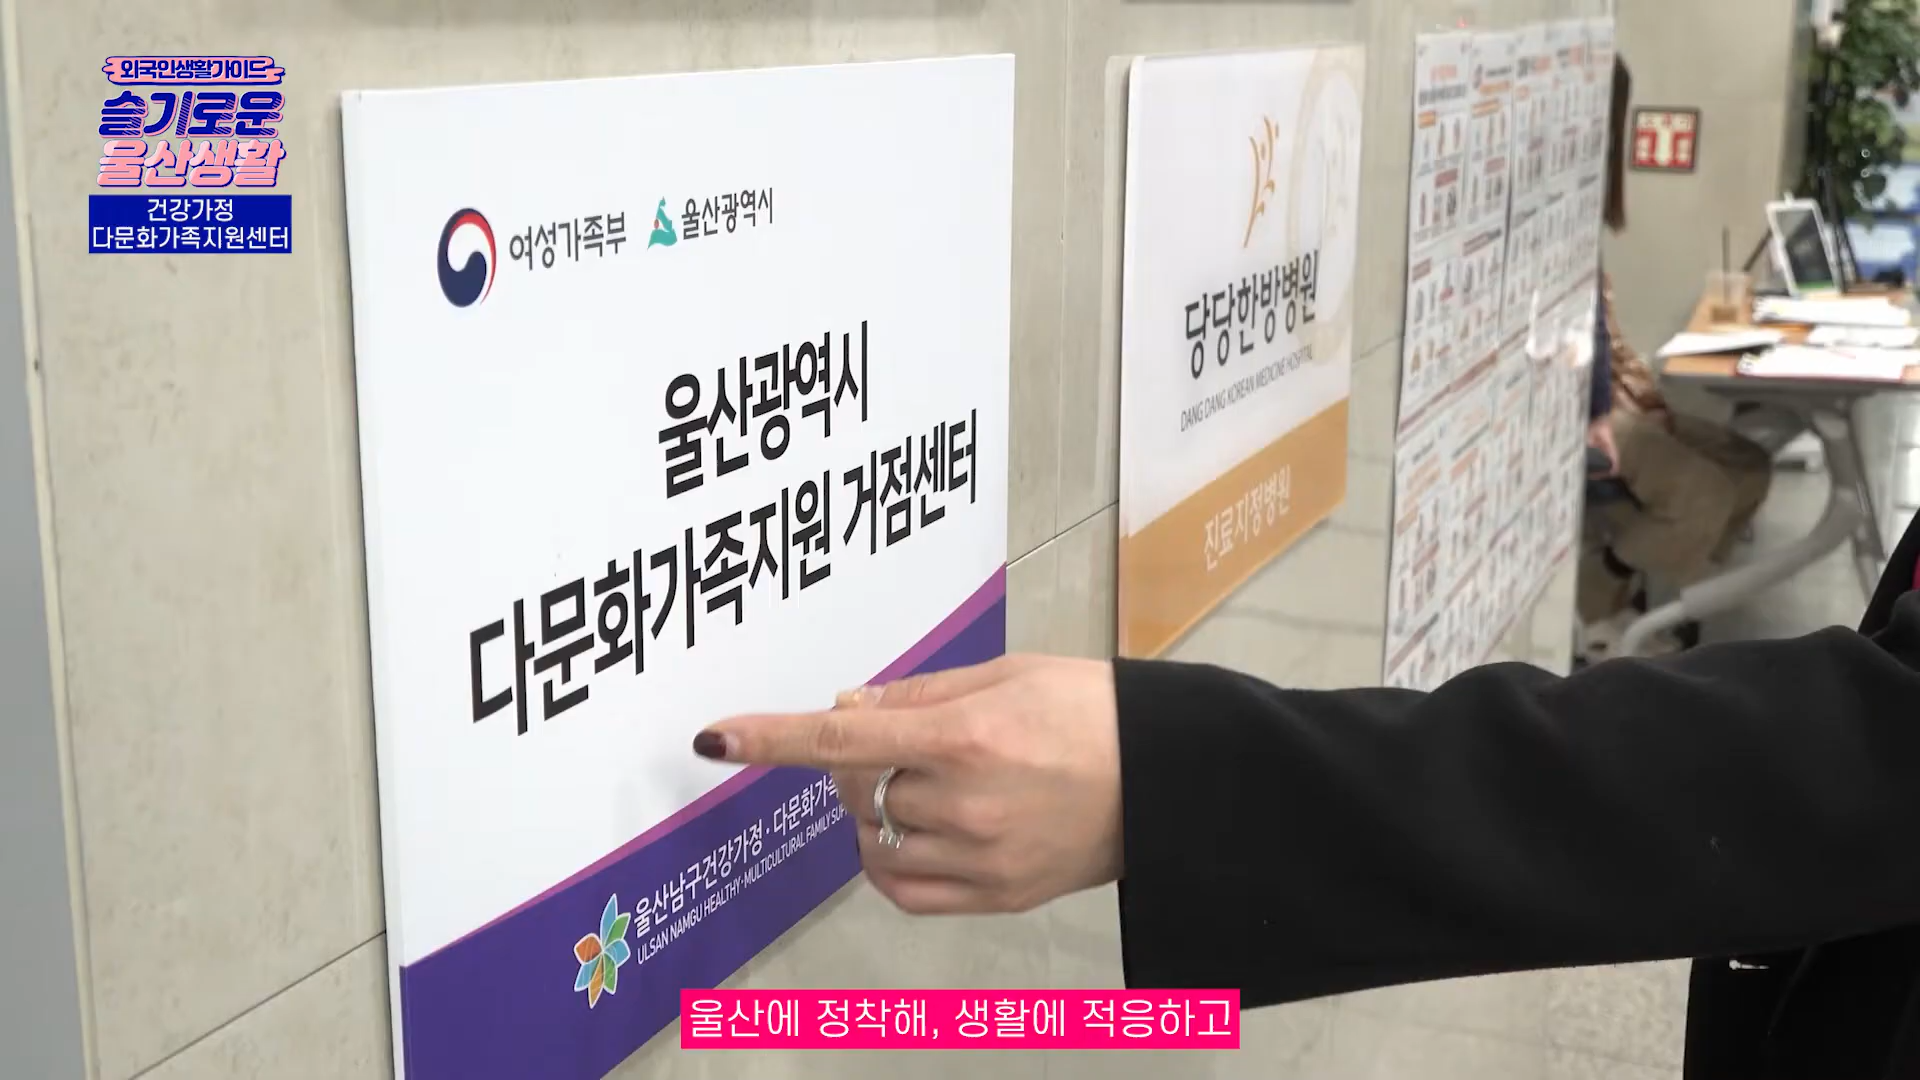 외국인생활가이드
슬기로운
울산생활
건강가정
다문화가족지원센터
여성가족부
울산광역시
울산광역시
다문화가족지원 거점센터
울산남구건강가정·다문화가족
ULSAN NAMGU HEALTHY·MULTICULTURAL FAMILY
당당한방병원
DANG DANG KOREAN MEDICINE HOSPITAL
진료지정병원
울산에 정착해, 생활에 적응하고